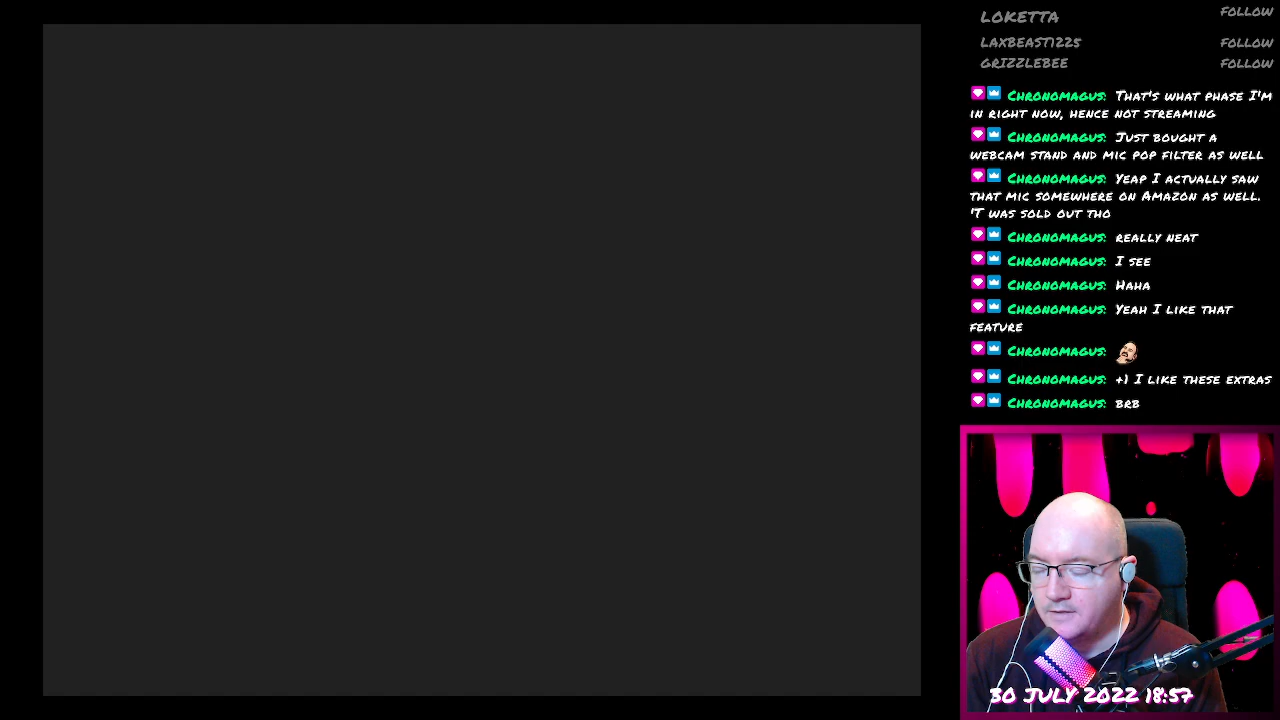 LOKETTA FOLLOW
LAXBEAST1225 FOLLOW
GRIZZLEBEE FOLLOW
CHRONOMAGUS: THAT'S WHAT PHASE I'M
IN RIGHT NOW, HENCE NOT STREAMING
CHRONOMAGUS: JUST BOUGHT A
WEBCAM STAND AND MIC POP FILTER AS WELL
CHRONOMAGUS: YEAP I ACTUALLY SAW
THAT MIC SOMEWHERE ON AMAZON AS WELL.
'T WAS SOLD OUT THO
CHRONOMAGUS: REALLY NEAT
CHRONOMAGUS: I SEE
CHRONOMAGUS: HAHA
CHRONOMAGUS: YEAH I LIKE THAT
FEATURE
CHRONOMAGUS:
CHRONOMAGUS: +1 I LIKE THESE EXTRAS
CHRONOMAGUS: BRB
30 JULY 2022 18:57